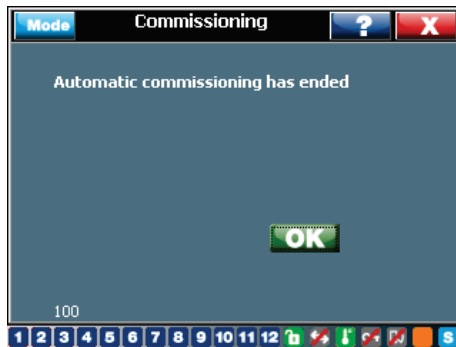 Mode Commissioning ? X
Automatic commissioning has ended
OK
100
1 2 3 4 5 6 7 8 9 10 11 12 S